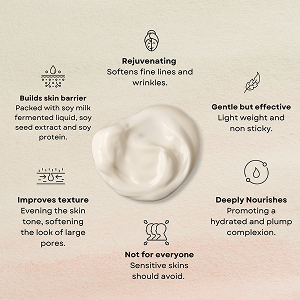 Rejuvenating
Softens fine lines and
wrinkles.
Builds skin barrier
Packed with soy milk
fermented liquid, soy
seed extract and soy
protein.
Gentle but effective
Light weight and
non sticky.
Improves texture
Evening the skin
tone, softening
the look of large
pores.
Deeply Nourishes
Promoting a
hydrated and plump
complexion.
Not for everyone
Sensitive skins
should avoid.